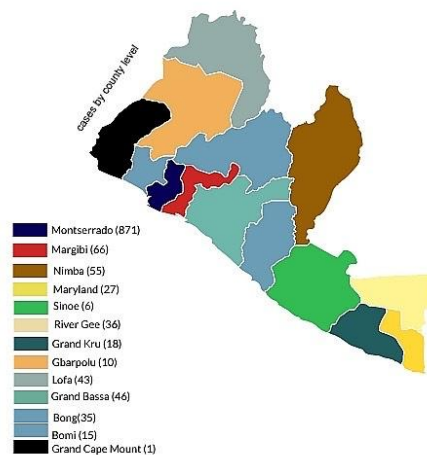 cases by county level
Montserrado (871)
Margibi (66)
Nimba (55)
Maryland (27)
Sinoe (6)
River Gee (36)
Grand Kru (18)
Gbarpolu (10)
Lofa (43)
Grand Bassa (46)
Bong(35)
Bomi (15)
Grand Cape Mount (1)